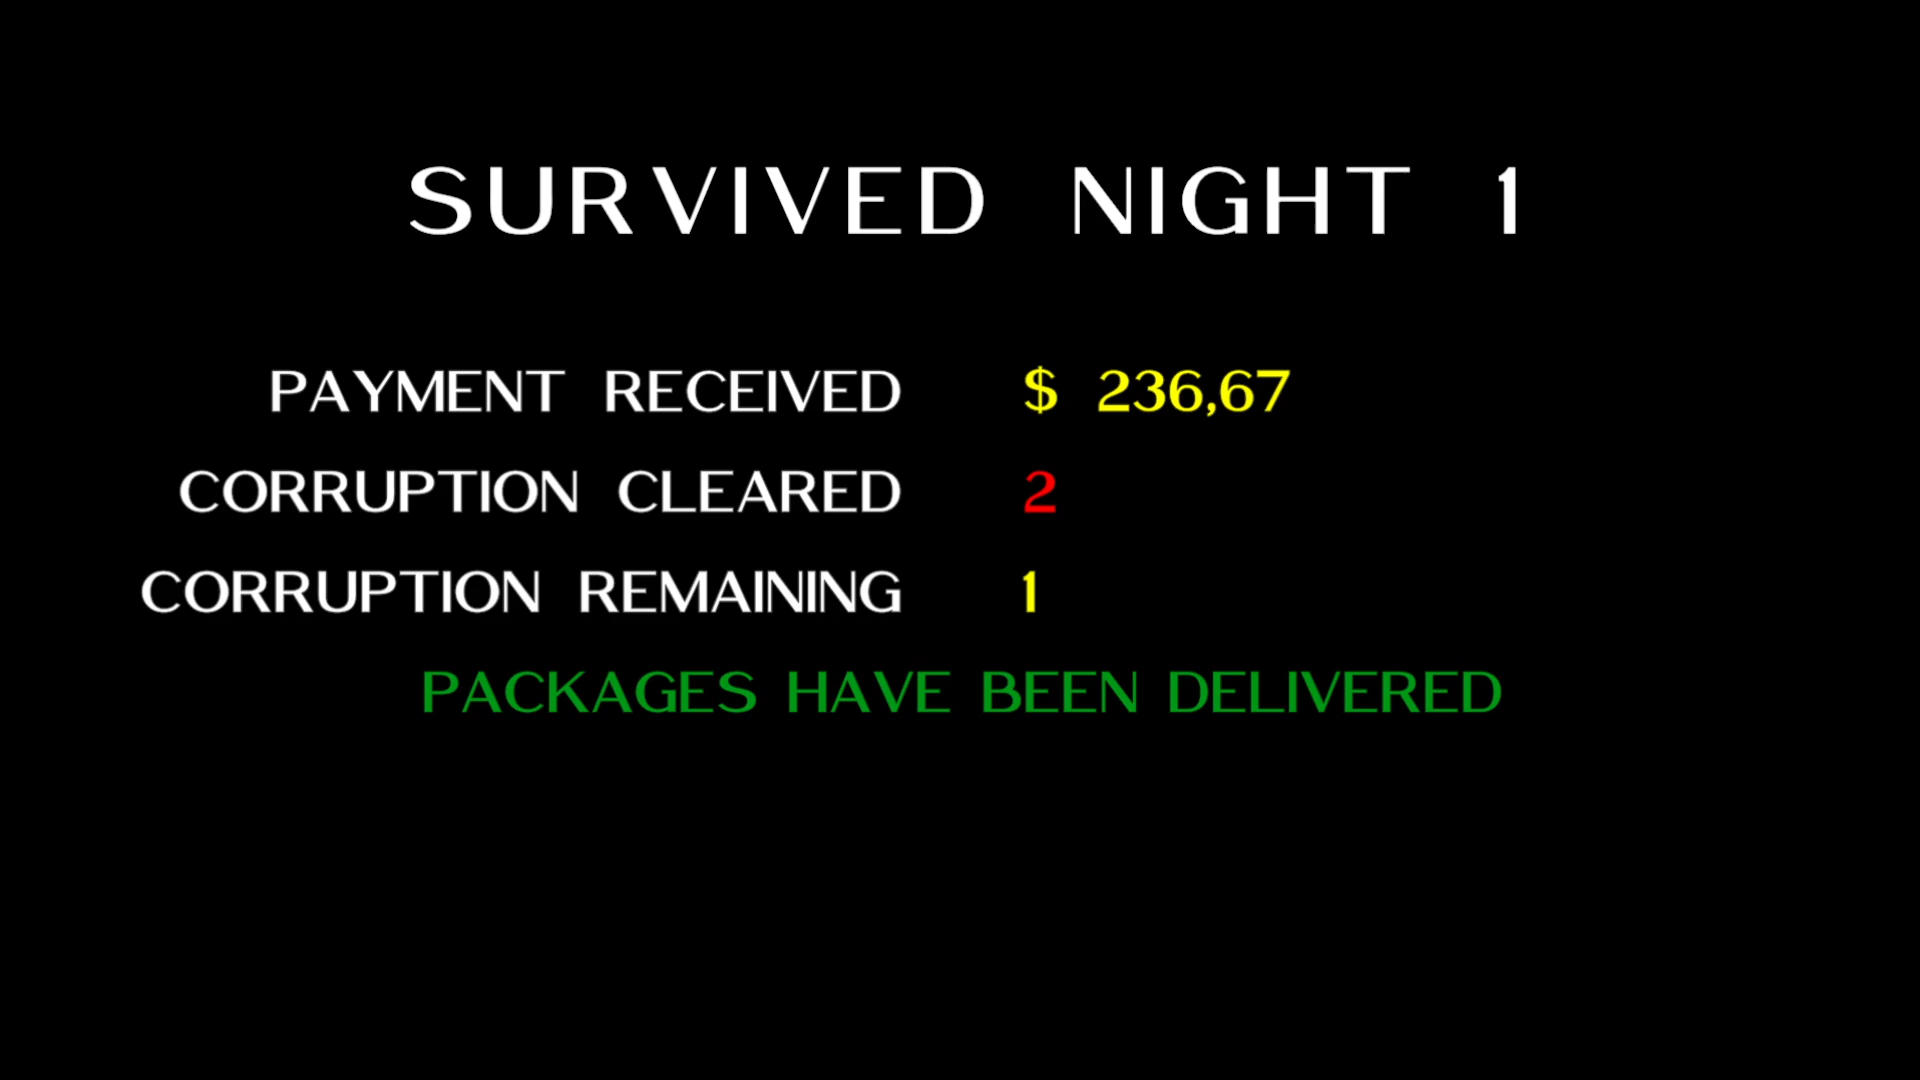 SURVIVED NIGHT 1
PAYMENT RECEIVED $ 236,67
CORRUPTION CLEARED 2
CORRUPTION REMAINING 1
PACKAGES HAVE BEEN DELIVERED